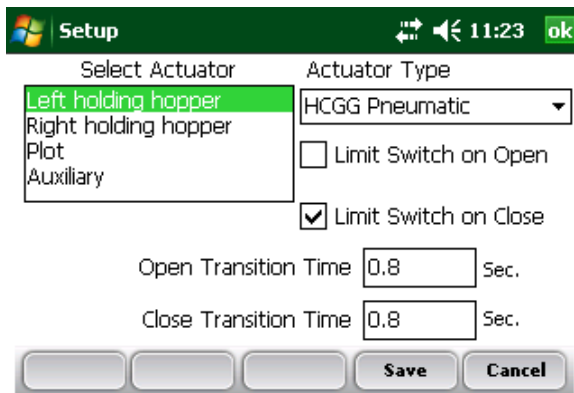 Setup 11:23 ok
Select Actuator
Left holding hopper
Right holding hopper
Plot
Auxiliary
Actuator Type
HCGG Pneumatic
Limit Switch on Open
Limit Switch on Close
Open Transition Time 0.8 Sec.
Close Transition Time 0.8 Sec.
Save Cancel